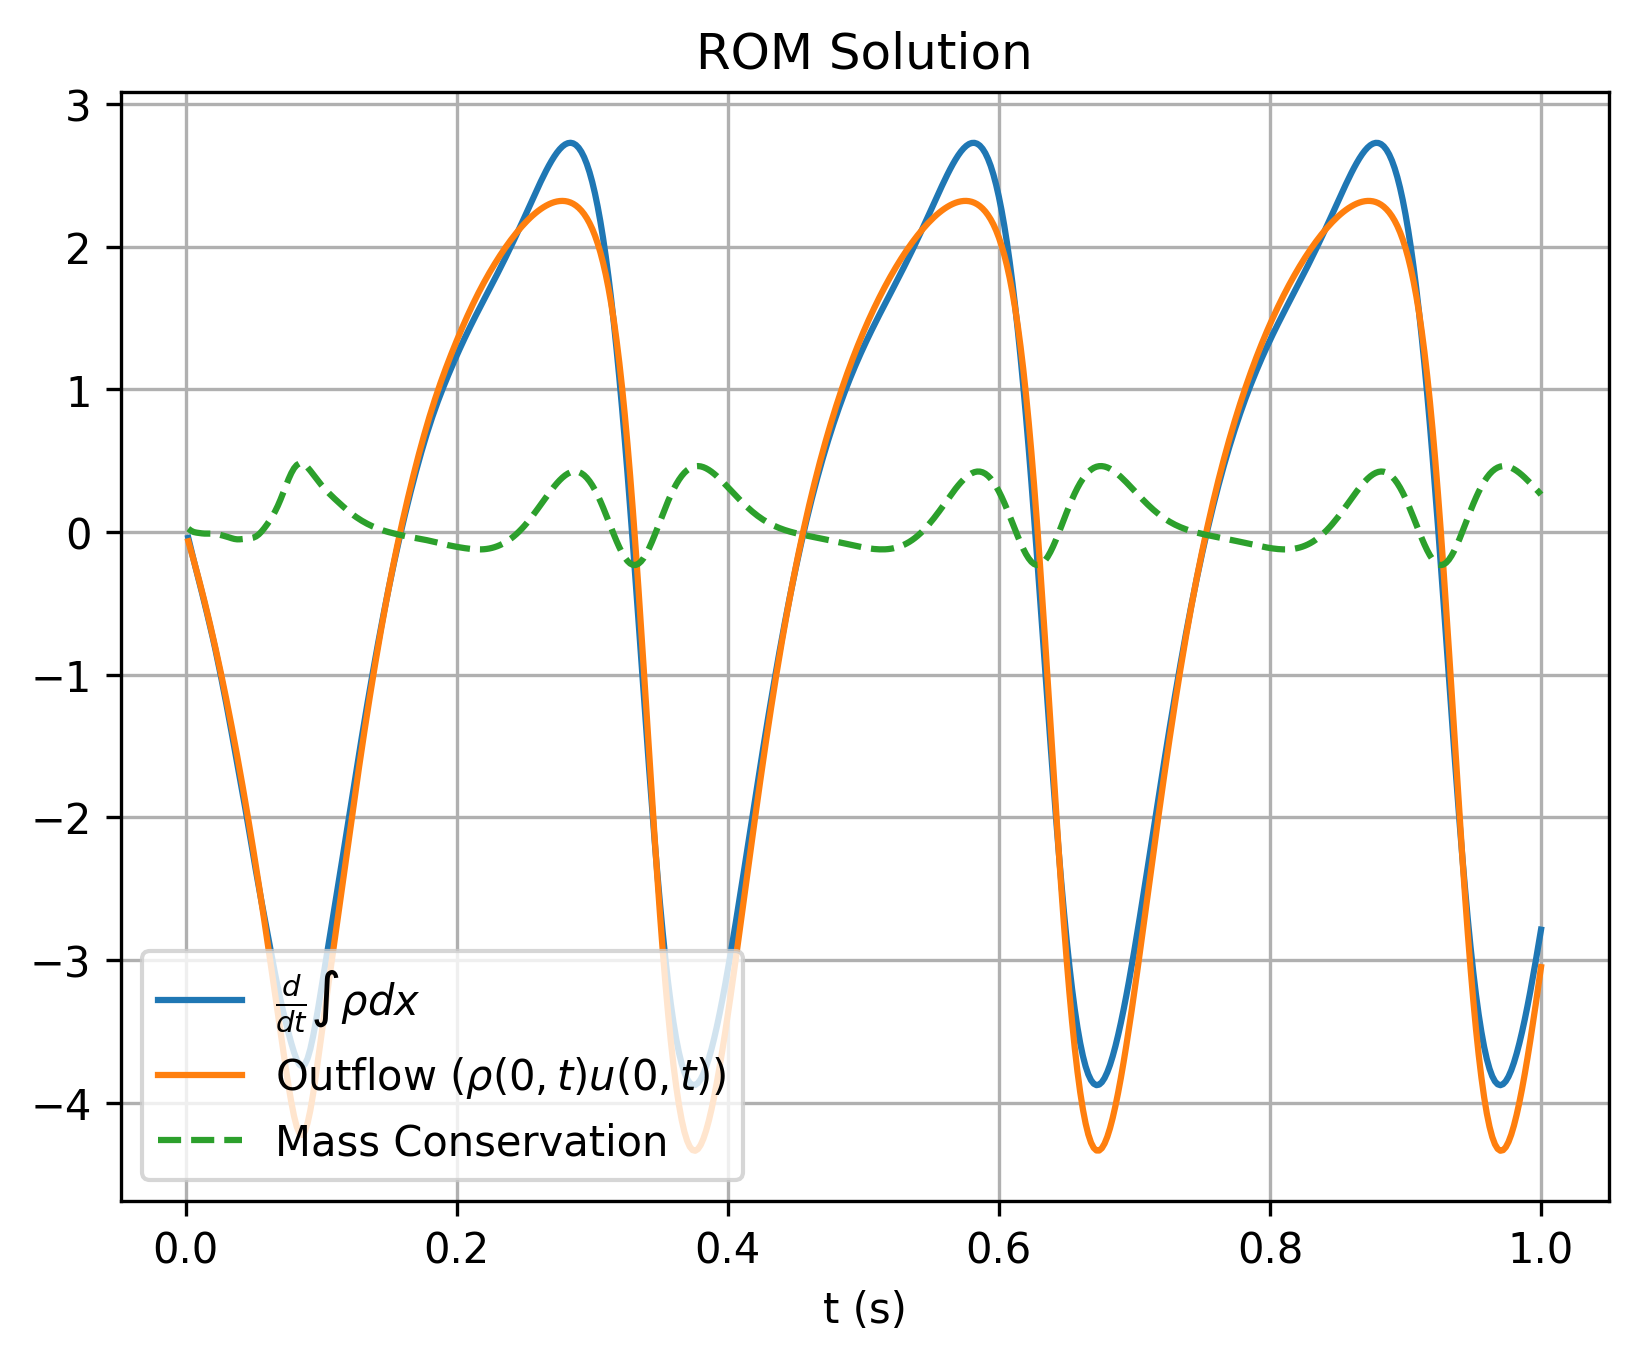 ROM Solution
3
2
1
0
−1
−2
−3
−4
d/dt ∫ρdx
Outflow (ρ(0, t)u(0, t))
Mass Conservation
0.0 0.2 0.4 0.6 0.8 1.0
t (s)